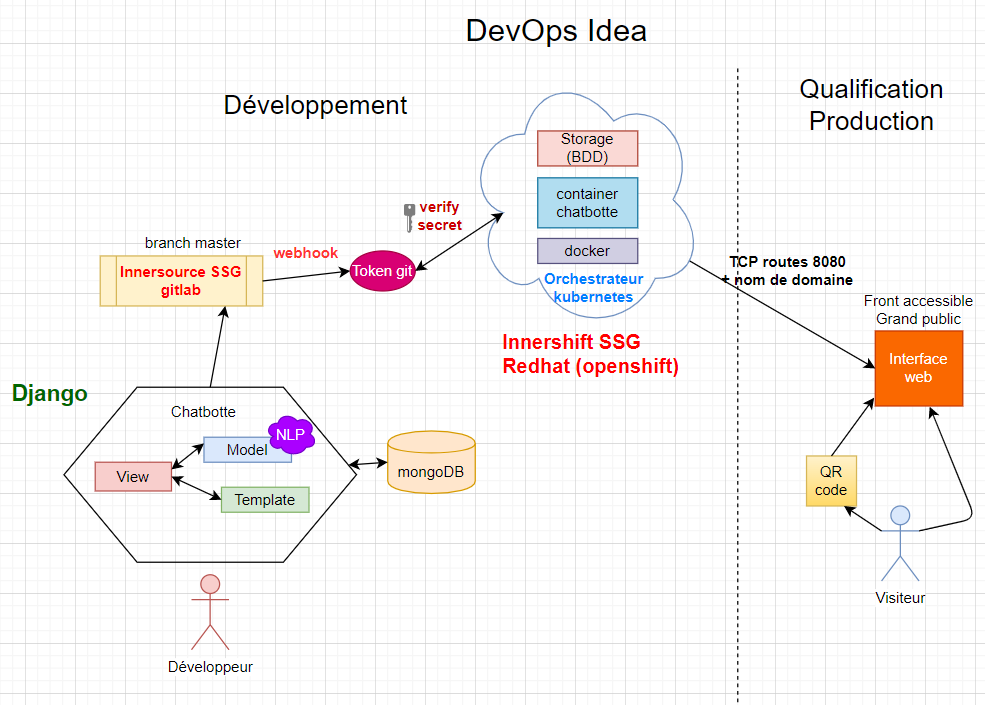 DevOps Idea
Développement
Qualification
Production
Storage
(BDD)
container
chatbotte
docker
Orchestrateur
kubernetes
verify
secret
branch master
webhook
Innersource SSG
gitlab
Token git
TCP routes 8080
+ nom de domaine
Front accessible
Grand public
Interface
web
Innershift SSG
Redhat (openshift)
Django
Chatbotte
NLP
Model
View
Template
mongoDB
QR
code
Visiteur
Développeur